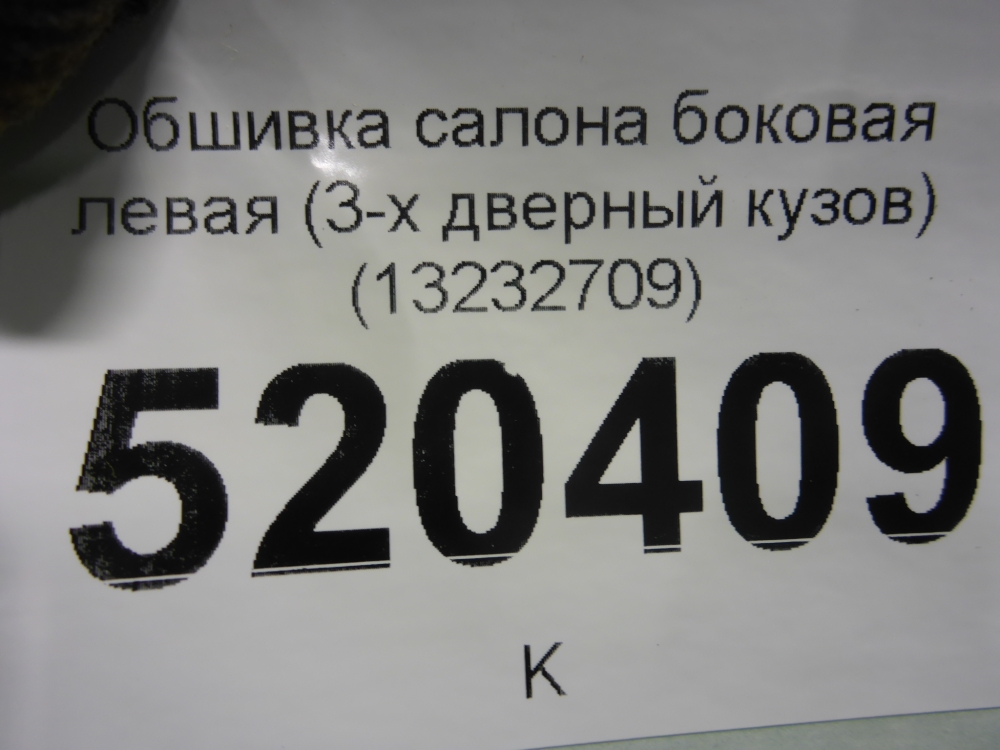 Обшивка салона боковая
левая (3-х дверный кузов)
(13232709)
520409
К